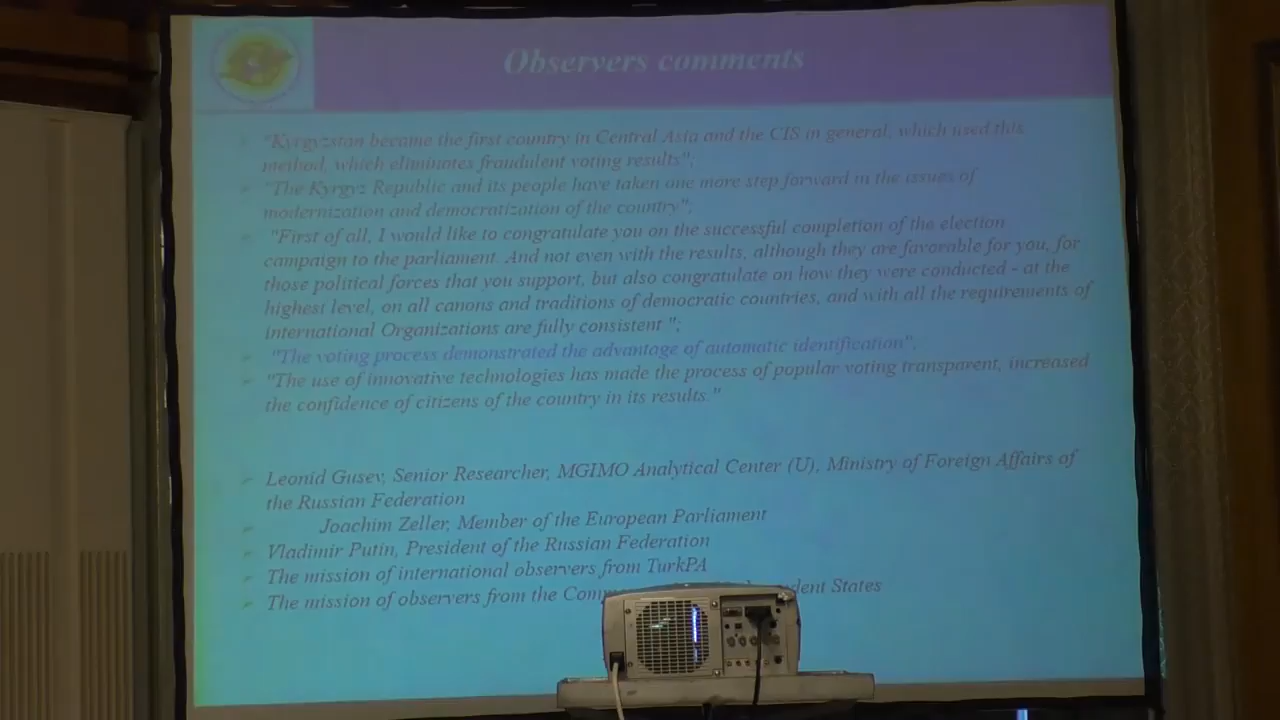 Observers comments
"Kyrgyzstan became the first country in Central Asia and the CIS in general, which used this
method, which eliminates fraudulent voting results";
"The Kyrgyz Republic and its people have taken one more step forward in the issues of
modernization and democratization of the country";
"First of all, I would like to congratulate you on the successful completion of the election
campaign to the parliament. And not even with the results, although they are favorable for you, for
those political forces that you support, but also congratulate on how they were conducted - at the
highest level, on all canons and traditions of democratic countries, and with all the requirements of
international Organizations are fully consistent ";
"The voting process demonstrated the advantage of automatic identification",
"The use of innovative technologies has made the process of popular voting transparent, increased
the confidence of citizens of the country in its results."
Leonid Gusev, Senior Researcher, MGIMO Analytical Center (U), Ministry of Foreign Affairs of
the Russian Federation
Joachim Zeller, Member of the European Parliament
Vladimir Putin, President of the Russian Federation
The mission of international observers from TurkPA
The mission of observers from the States